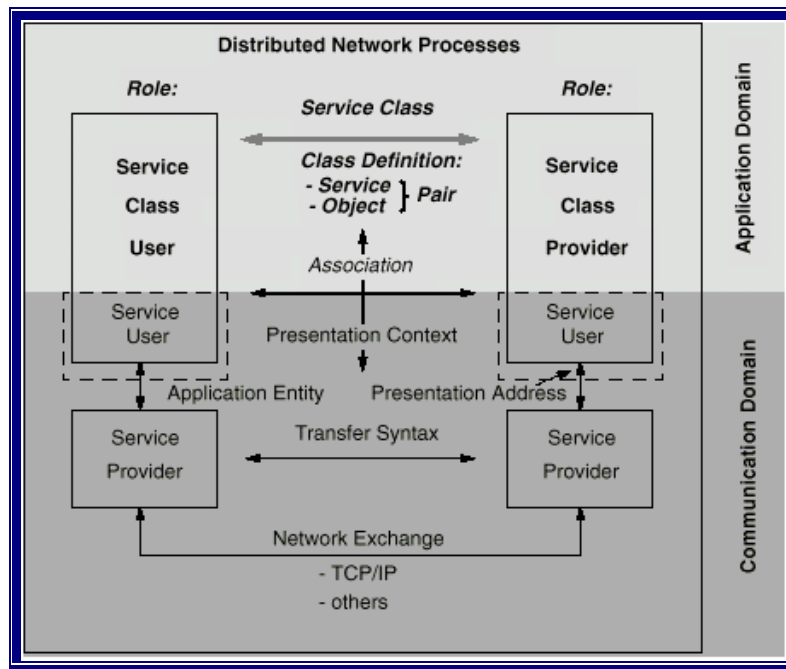 Distributed Network Processes
Role:
Role:
Service Class
Class Definition:
- Service
- Object
} Pair
Service
Class
User
Service
Class
Provider
Association
Service
User
Presentation Context
Service
User
Application Entity
Presentation Address
Service
Provider
Transfer Syntax
Service
Provider
Network Exchange
- TCP/IP
- others
Application Domain
Communication Domain